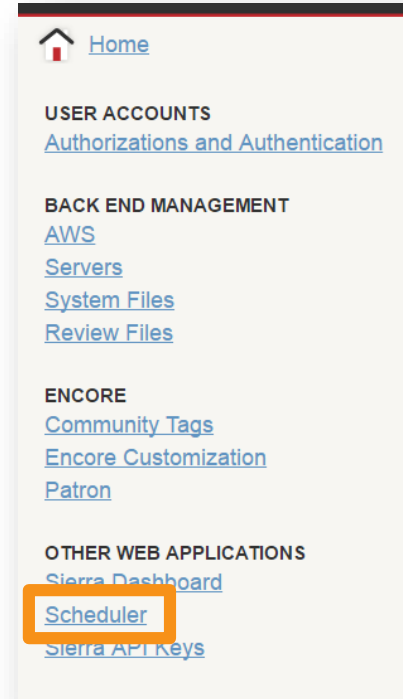 Home
USER ACCOUNTS
Authorizations and Authentication
BACK END MANAGEMENT
AWS
Servers
System Files
Review Files
ENCORE
Community Tags
Encore Customization
Patron
OTHER WEB APPLICATIONS
Sierra Dashboard
Scheduler
Sierra API Keys